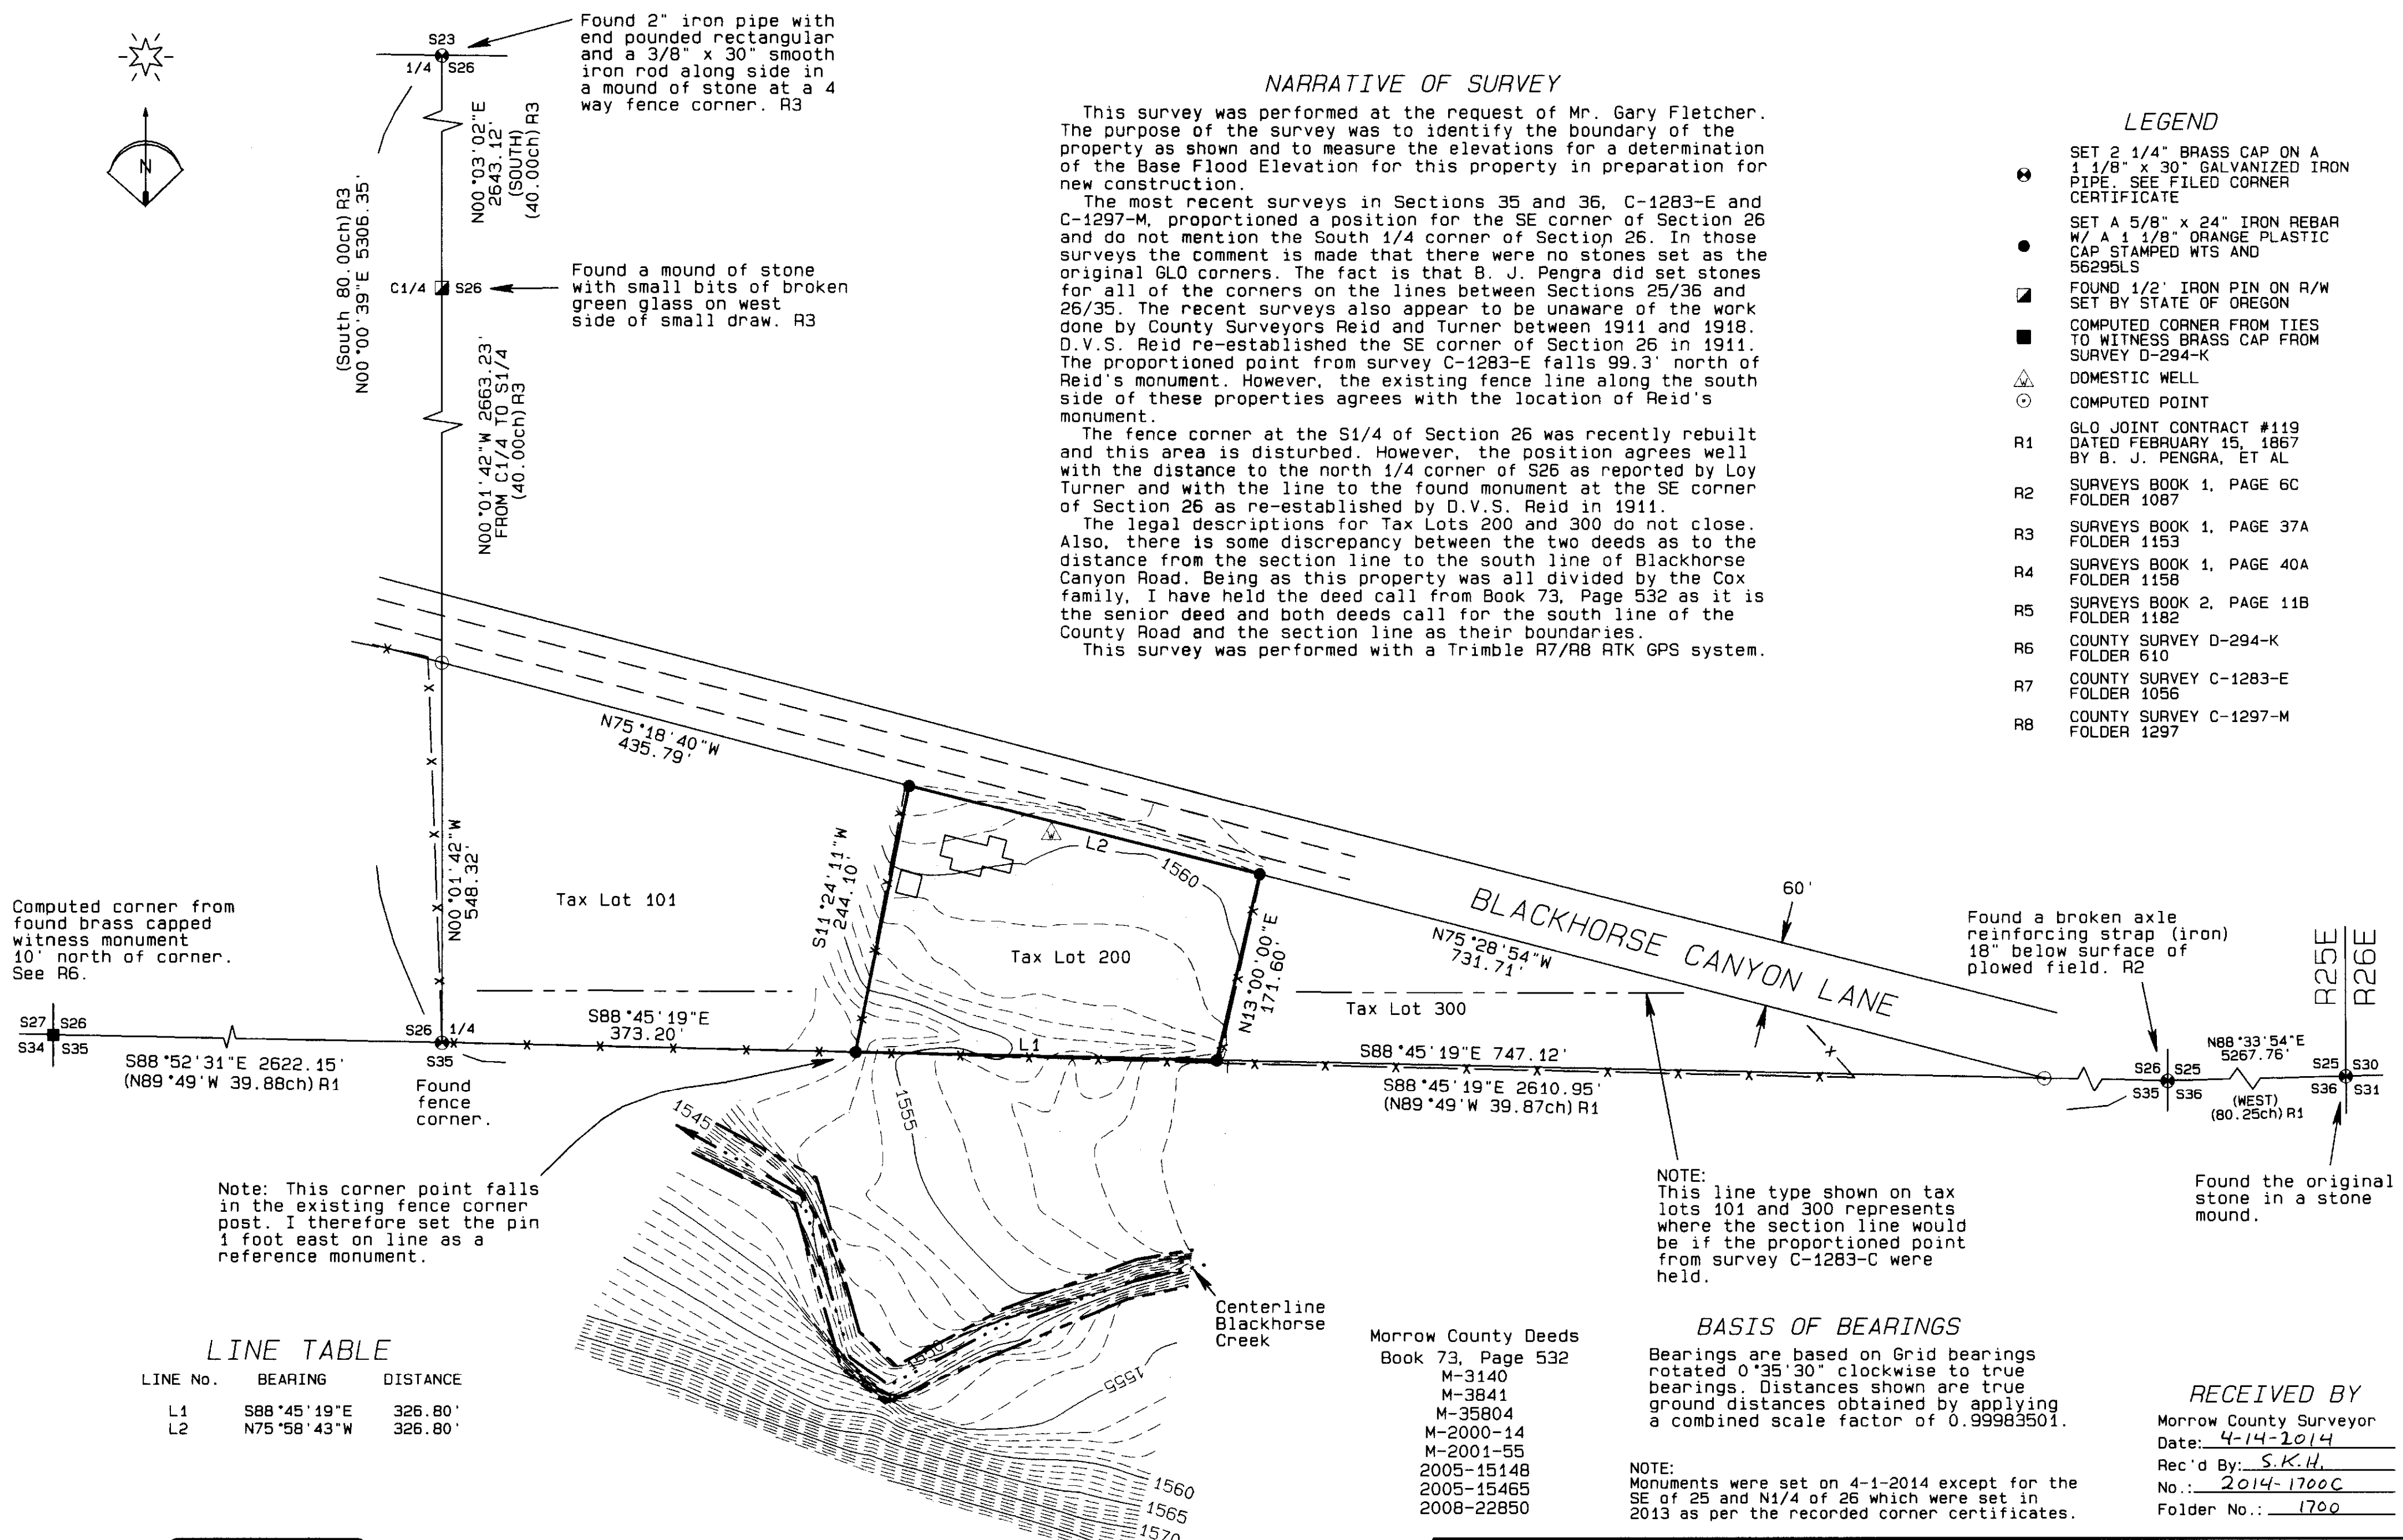 S23
1/4 S26
Found 2" iron pipe with
end pounded rectangular
and a 3/8" x 30" smooth
iron rod along side in
a mound of stone at a 4
way fence corner. R3
N
N00°03'02"E
2643.12'
(SOUTH)
(40.00ch) R3
(South 80.00ch) R3
N00°00'39"E 5306.35'
C1/4 S26
Found a mound of stone
with small bits of broken
green glass on west
side of small draw. R3
N00°01'42"W 2663.23'
FROM C1/4 TO S1/4
(40.00ch) R3
NARRATIVE OF SURVEY
This survey was performed at the request of Mr. Gary Fletcher.
The purpose of the survey was to identify the boundary of the
property as shown and to measure the elevations for a determination
of the Base Flood Elevation for this property in preparation for
new construction.
The most recent surveys in Sections 35 and 36, C-1283-E and
C-1297-M, proportioned a position for the SE corner of Section 26
and do not mention the South 1/4 corner of Section 26. In those
surveys the comment is made that there were no stones set as the
original GLO corners. The fact is that B. J. Pengra did set stones
for all of the corners on the lines between Sections 25/36 and
26/35. The recent surveys also appear to be unaware of the work
done by County Surveyors Reid and Turner between 1911 and 1918.
D.V.S. Reid re-established the SE corner of Section 26 in 1911.
The proportioned point from survey C-1283-E falls 99.3' north of
Reid's monument. However, the existing fence line along the south
side of these properties agrees with the location of Reid's
monument.
The fence corner at the S1/4 of Section 26 was recently rebuilt
and this area is disturbed. However, the position agrees well
with the distance to the north 1/4 corner of S26 as reported by Loy
Turner and with the line to the found monument at the SE corner
of Section 26 as re-established by D.V.S. Reid in 1911.
The legal descriptions for Tax Lots 200 and 300 do not close.
Also, there is some discrepancy between the two deeds as to the
distance from the section line to the south line of Blackhorse
Canyon Road. Being as this property was all divided by the Cox
family, I have held the deed call from Book 73, Page 532 as it is
the senior deed and both deeds call for the south line of the
County Road and the section line as their boundaries.
This survey was performed with a Trimble R7/R8 RTK GPS system.
LEGEND
SET 2 1/4" BRASS CAP ON A
1 1/8" x 30" GALVANIZED IRON
PIPE. SEE FILED CORNER
CERTIFICATE
SET A 5/8" x 24" IRON REBAR
W/ A 1 1/8" ORANGE PLASTIC
CAP STAMPED WTS AND
56295LS
FOUND 1/2' IRON PIN ON R/W
SET BY STATE OF OREGON
COMPUTED CORNER FROM TIES
TO WITNESS BRASS CAP FROM
SURVEY D-294-K
W DOMESTIC WELL
COMPUTED POINT
R1 GLO JOINT CONTRACT #119
DATED FEBRUARY 15, 1867
BY B. J. PENGRA, ET AL
R2 SURVEYS BOOK 1, PAGE 6C
FOLDER 1087
R3 SURVEYS BOOK 1, PAGE 37A
FOLDER 1153
R4 SURVEYS BOOK 1, PAGE 40A
FOLDER 1158
R5 SURVEYS BOOK 2, PAGE 11B
FOLDER 1182
R6 COUNTY SURVEY D-294-K
FOLDER 610
R7 COUNTY SURVEY C-1283-E
FOLDER 1056
R8 COUNTY SURVEY C-1297-M
FOLDER 1297
N75°18'40"W
435.79'
N00°01'42"W
548.32'
Tax Lot 101
S11°24'11"W
244.10'
W
L2
1560
Tax Lot 200
N13°00'00"E
171.60'
BLACKHORSE CANYON LANE
60'
N75°28'54"W
731.71'
Tax Lot 300
Computed corner from
found brass capped
witness monument
10' north of corner.
See R6.
S27 S26
S34 S35
S88°52'31"E 2622.15'
(N89°49'W 39.88ch) R1
S26 1/4
S35
Found
fence
corner.
S88°45'19"E
373.20'
L1
S88°45'19"E 747.12'
S88°45'19"E 2610.95'
(N89°49'W 39.87ch) R1
Found a broken axle
reinforcing strap (iron)
18" below surface of
plowed field. R2
R25E
R26E
S26 S25
S35 S36
N88°33'54"E
5267.76'
(WEST)
(80.25ch) R1
S25 S30
S36 S31
Found the original
stone in a stone
mound.
Note: This corner point falls
in the existing fence corner
post. I therefore set the pin
1 foot east on line as a
reference monument.
1545
1555
1550
1555
1560
1565
1570
Centerline
Blackhorse
Creek
NOTE:
This line type shown on tax
lots 101 and 300 represents
where the section line would
be if the proportioned point
from survey C-1283-C were
held.
LINE TABLE
LINE No. BEARING DISTANCE
L1 S88°45'19"E 326.80'
L2 N75°58'43"W 326.80'
Morrow County Deeds
Book 73, Page 532
M-3140
M-3841
M-35804
M-2000-14
M-2001-55
2005-15148
2005-15465
2008-22850
BASIS OF BEARINGS
Bearings are based on Grid bearings
rotated 0°35'30" clockwise to true
bearings. Distances shown are true
ground distances obtained by applying
a combined scale factor of 0.99983501.
NOTE:
Monuments were set on 4-1-2014 except for the
SE of 25 and N1/4 of 26 which were set in
2013 as per the recorded corner certificates.
RECEIVED BY
Morrow County Surveyor
Date: 4-14-2014
Rec'd By: S.K.H.
No.: 2014-1700C
Folder No.: 1700